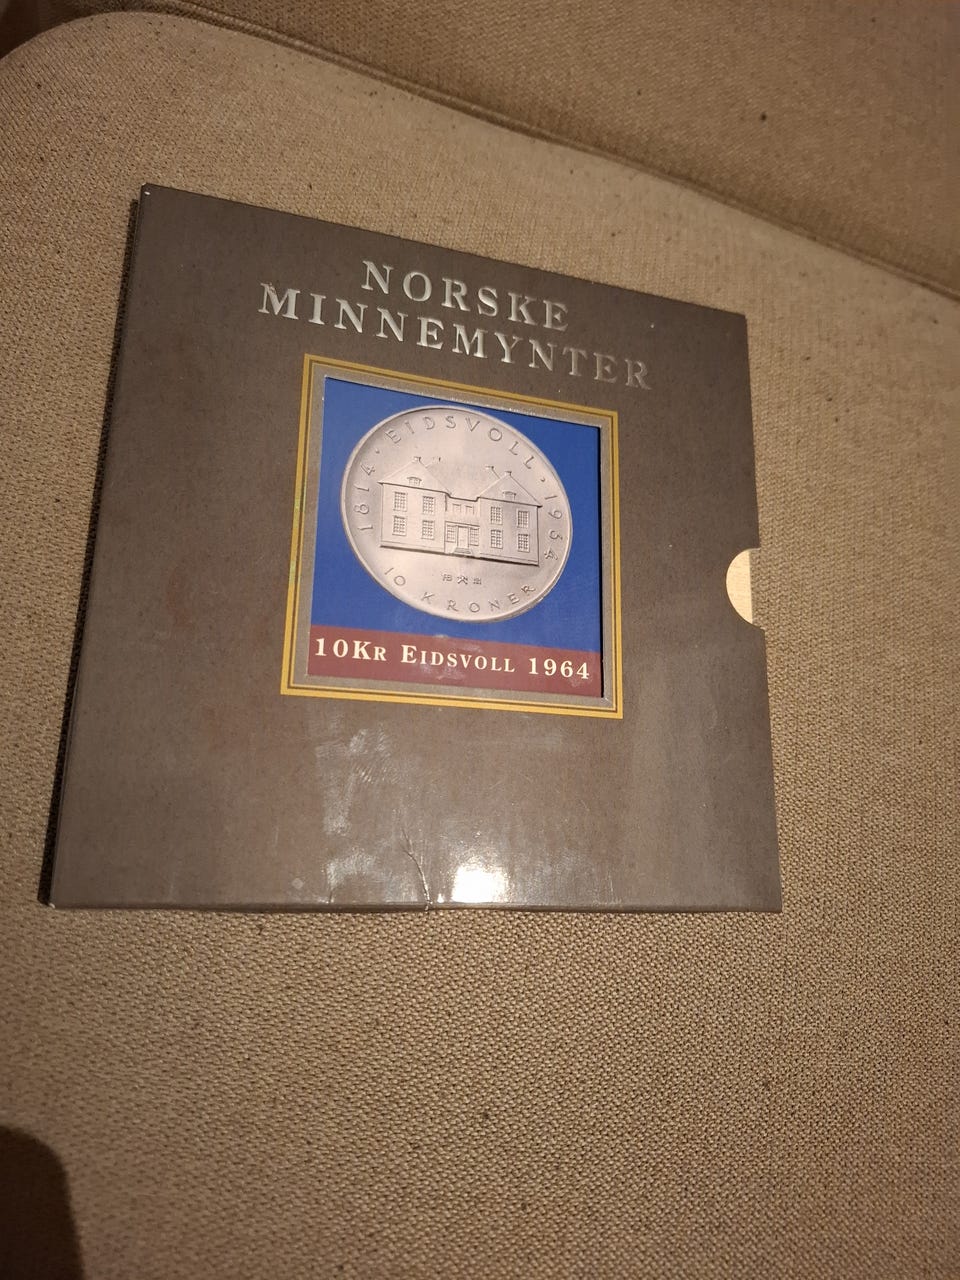 NORSKE
MINNEMYNTER
EIDSVOLL
1814 · · 1964
10 KRONER
10KR EIDSVOLL 1964